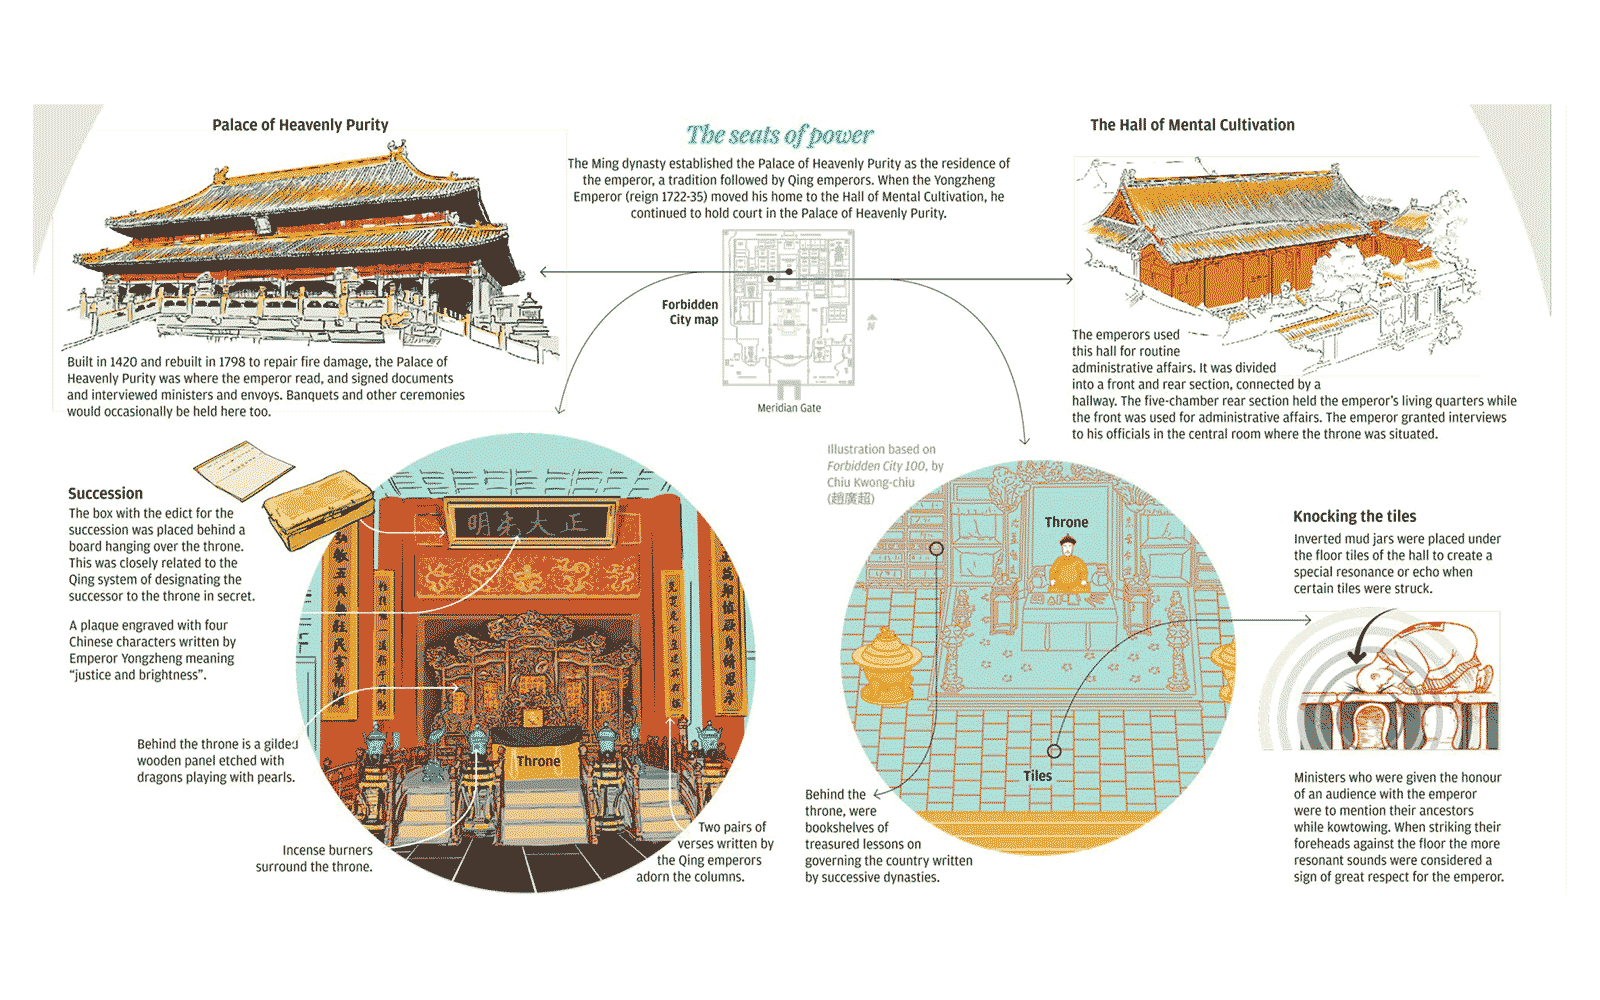 Palace of Heavenly Purity
The seats of power
The Ming dynasty established the Palace of Heavenly Purity as the residence of
the emperor, a tradition followed by Qing emperors. When the Yongzheng
Emperor (reign 1722-35) moved his home to the Hall of Mental Cultivation, he
continued to hold court in the Palace of Heavenly Purity.
The Hall of Mental Cultivation
Forbidden
City map
N
Meridian Gate
Built in 1420 and rebuilt in 1798 to repair fire damage, the Palace of
Heavenly Purity was where the emperor read, and signed documents
and interviewed ministers and envoys. Banquets and other ceremonies
would occasionally be held here too.
The emperors used
this hall for routine
administrative affairs. It was divided
into a front and rear section, connected by a
hallway. The five-chamber rear section held the emperor's living quarters while
the front was used for administrative affairs. The emperor granted interviews
to his officials in the central room where the throne was situated.
Succession
The box with the edict for the
succession was placed behind a
board hanging over the throne.
This was closely related to the
Qing system of designating the
successor to the throne in secret.
A plaque engraved with four
Chinese characters written by
Emperor Yongzheng meaning
"justice and brightness".
Behind the throne is a gilded
wooden panel etched with
dragons playing with pearls.
Incense burners
surround the throne.
明光大正
Throne
Two pairs of
verses written by
the Qing emperors
adorn the columns.
Illustration based on
Forbidden City 100, by
Chiu Kwong-chiu
(趙廣超)
Throne
Tiles
Behind the
throne, were
bookshelves of
treasured lessons on
governing the country written
by successive dynasties.
Knocking the tiles
Inverted mud jars were placed under
the floor tiles of the hall to create a
special resonance or echo when
certain tiles were struck.
Ministers who were given the honour
of an audience with the emperor
were to mention their ancestors
while kowtowing. When striking their
foreheads against the floor the more
resonant sounds were considered a
sign of great respect for the emperor.